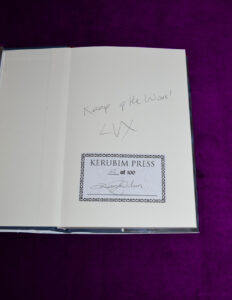 Keep up the Work!
LVX
KERUBIM PRESS
of 100